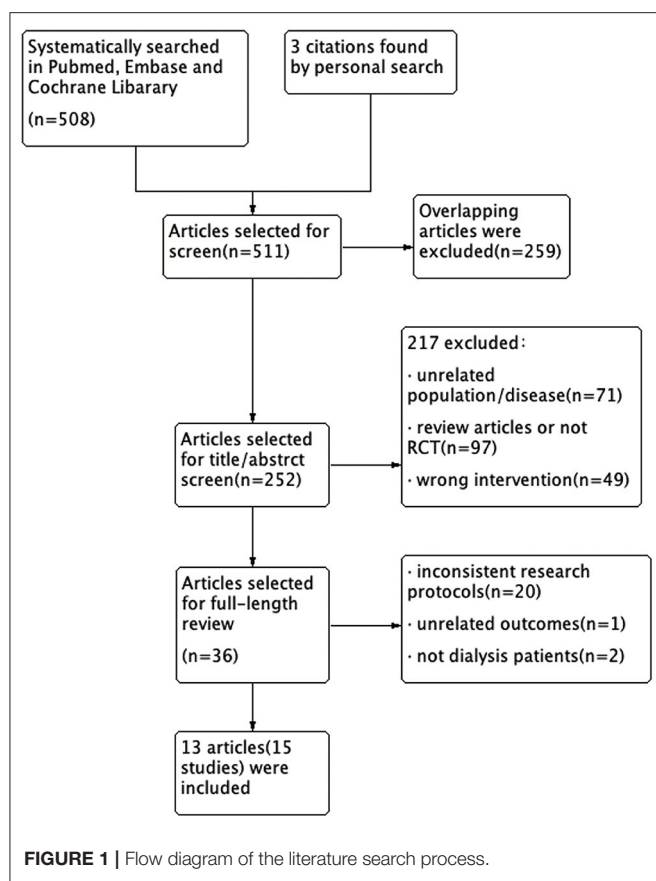 Systematically searched
in Pubmed, Embase and
Cochrane Libarary
(n=508)
3 citations found
by personal search
Articles selected for
screen(n=511)
Overlapping
articles were
excluded(n=259)
217 excluded:
· unrelated
population/disease(n=71)
· review articles or not
RCT(n=97)
· wrong intervention(n=49)
Articles selected
for title/abstrct
screen(n=252)
Articles selected
for full-length
review
(n=36)
· inconsistent research
protocols(n=20)
· unrelated outcomes(n=1)
· not dialysis patients(n=2)
13 articles(15
studies) were
included
FIGURE 1 | Flow diagram of the literature search process.